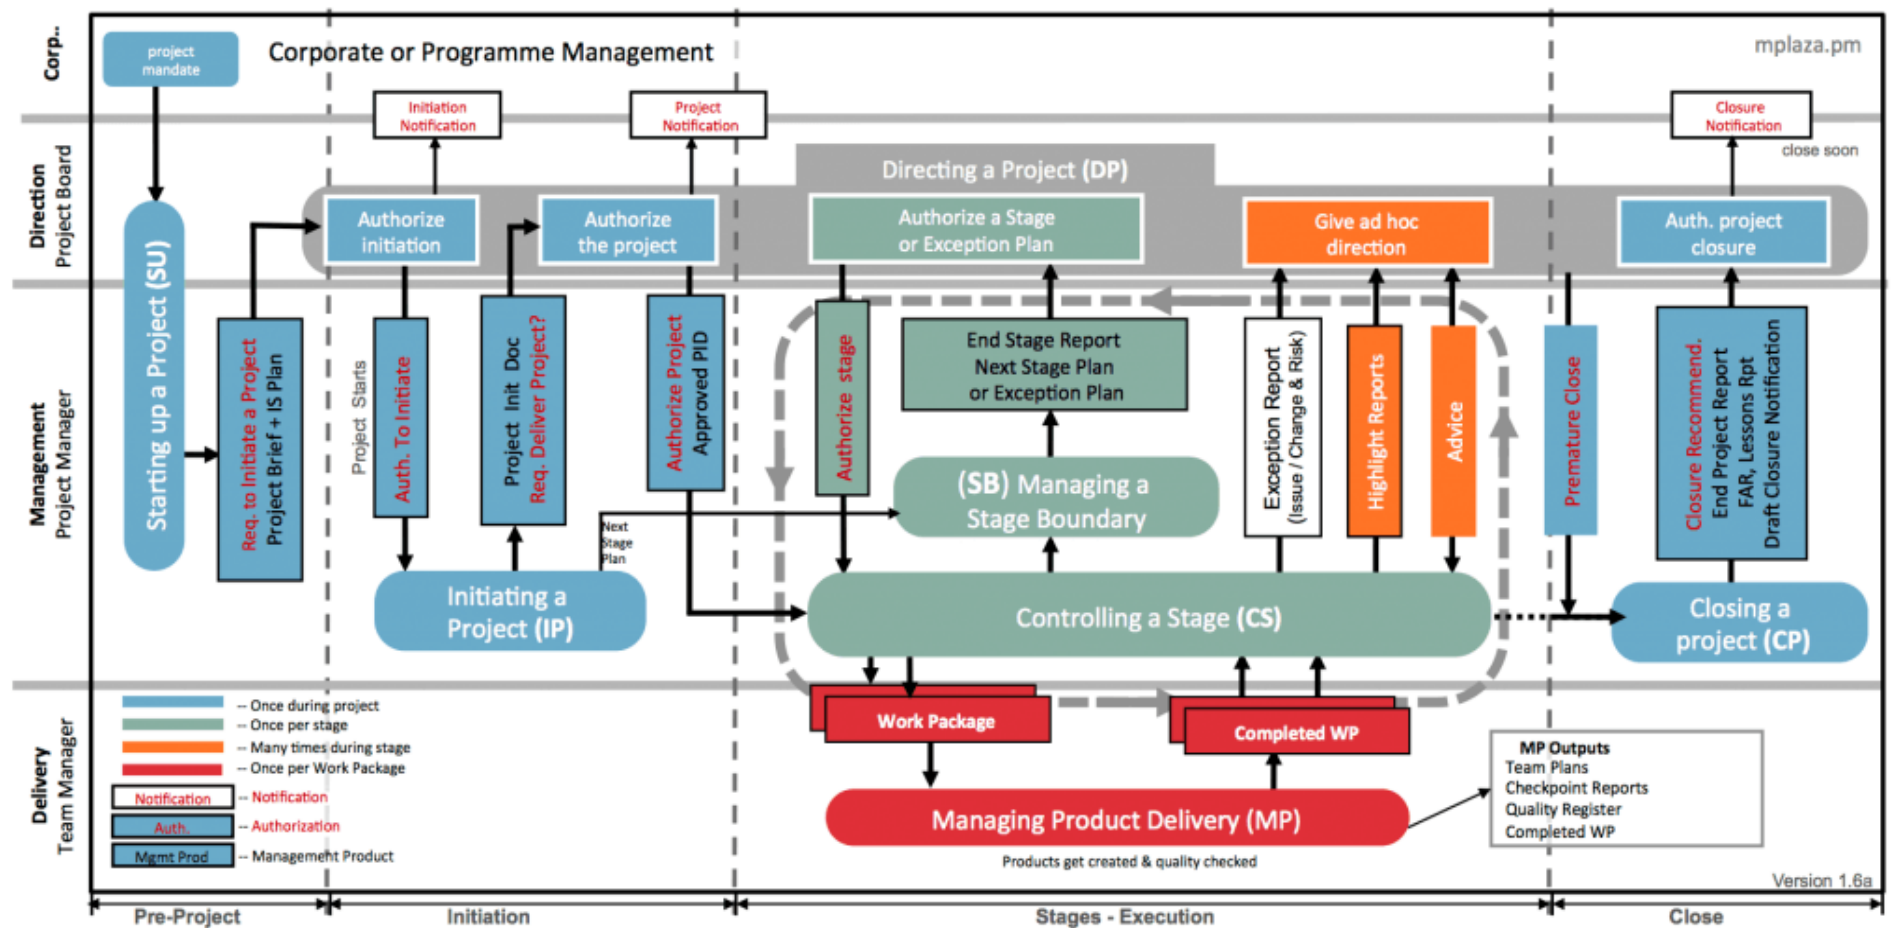 Corp..
project
mandate
Corporate or Programme Management
mplaza.pm
Initiation
Notification
Project
Notification
Closure
Notification
close soon
Direction
Project Board
Directing a Project (DP)
Authorize
initiation
Authorize
the project
Authorize a Stage
or Exception Plan
Give ad hoc
direction
Auth. project
closure
Management
Project Manager
Starting up a Project (SU)
Req. to Initiate a Project
Project Brief + IS Plan
Project Starts
Auth. To Initiate
Project Init Doc
Req. Deliver Project?
Authorize Project
Approved PID
Authorize stage
End Stage Report
Next Stage Plan
or Exception Plan
Exception Report
(Issue / Change & Risk)
Highlight Reports
Advice
Premature Close
Closure Recommend.
End Project Report
FAR, Lessons Rpt
Draft Closure Notification
(SB) Managing a
Stage Boundary
Next
Stage
Plan
Initiating a
Project (IP)
Controlling a Stage (CS)
Closing a
project (CP)
Delivery
Team Manager
-- Once during project
-- Once per stage
-- Many times during stage
-- Once per Work Package
Notification -- Notification
Auth. -- Authorization
Mgmt Prod -- Management Product
Work Package
Completed WP
Managing Product Delivery (MP)
Products get created & quality checked
MP Outputs
Team Plans
Checkpoint Reports
Quality Register
Completed WP
Version 1.6a
Pre-Project
Initiation
Stages - Execution
Close